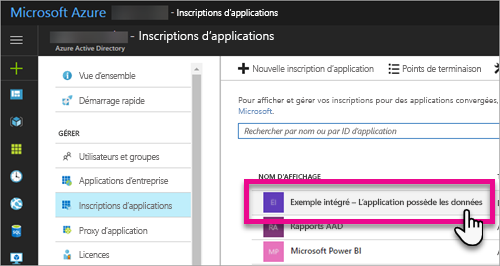 Microsoft Azure - Inscriptions d'applications
- Inscriptions d'applications
Azure Active Directory
Vue d'ensemble
Démarrage rapide
GÉRER
Utilisateurs et groupes
Applications d'entreprise
Inscriptions d'applications
Proxy d'application
Licences
Nouvelle inscription d'application
Points de terminaison
Pour afficher et gérer vos inscriptions pour des applications convergées,
Microsoft.
Rechercher par nom ou par ID d'application
NOM D'AFFICHAGE
EI Exemple intégré – L'application possède les données
RA Rapports AAD
MP Microsoft Power BI